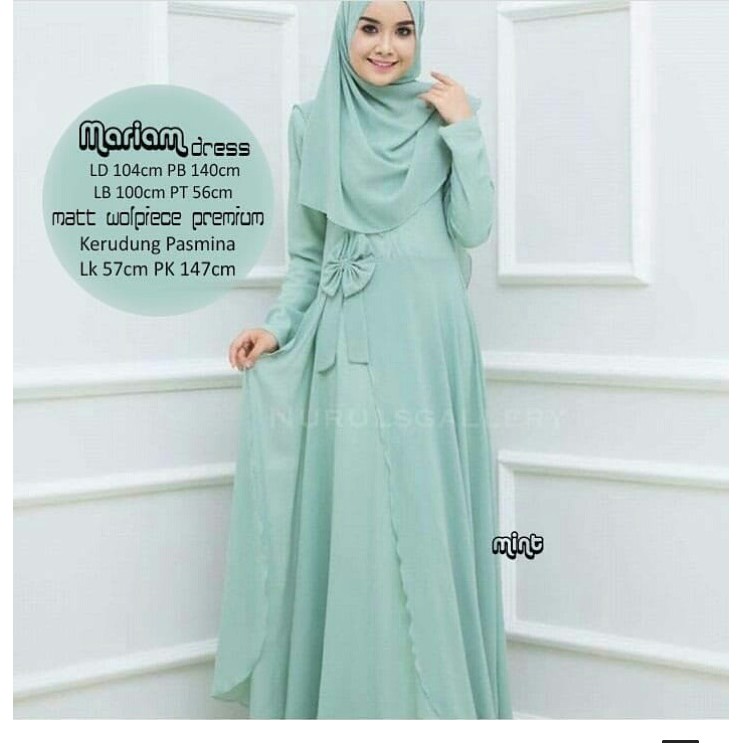 Mariam dress
LD 104cm PB 140cm
LB 100cm PT 56cm
matt wolpiece premium
Kerudung Pasmina
Lk 57cm PK 147cm
NURULSGALLERY
mint